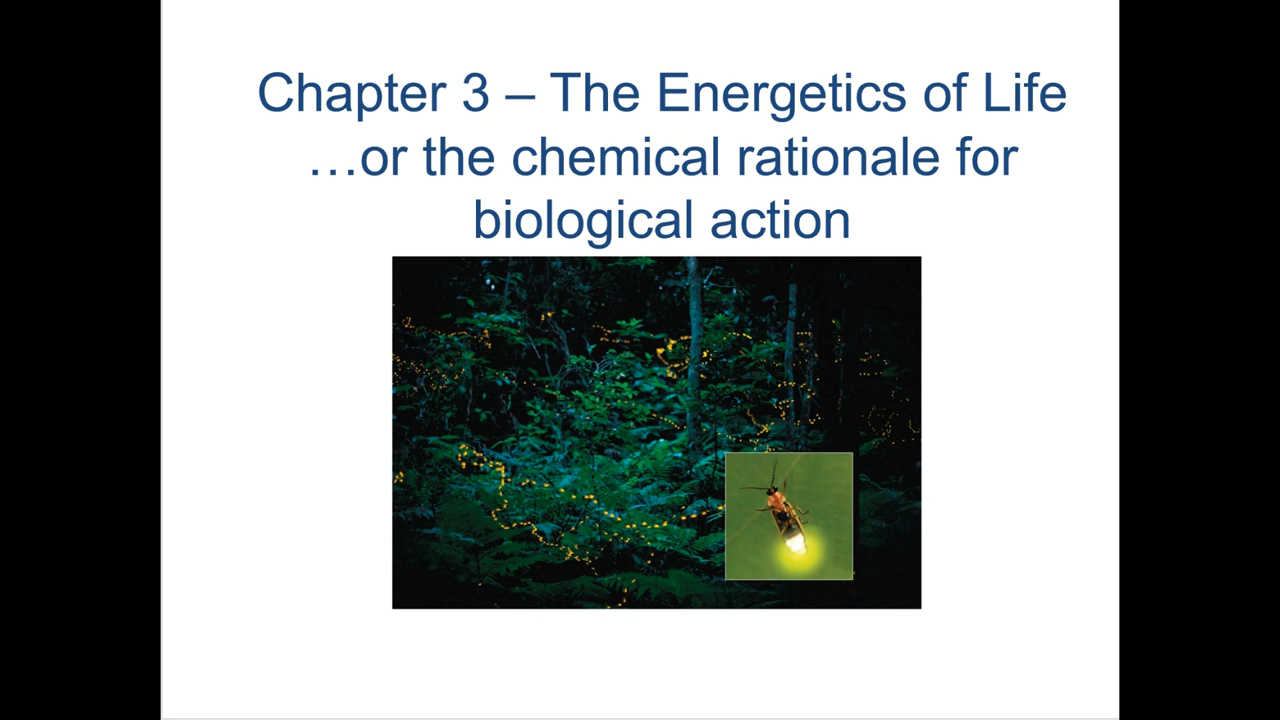 Chapter 3 – The Energetics of Life
…or the chemical rationale for
biological action